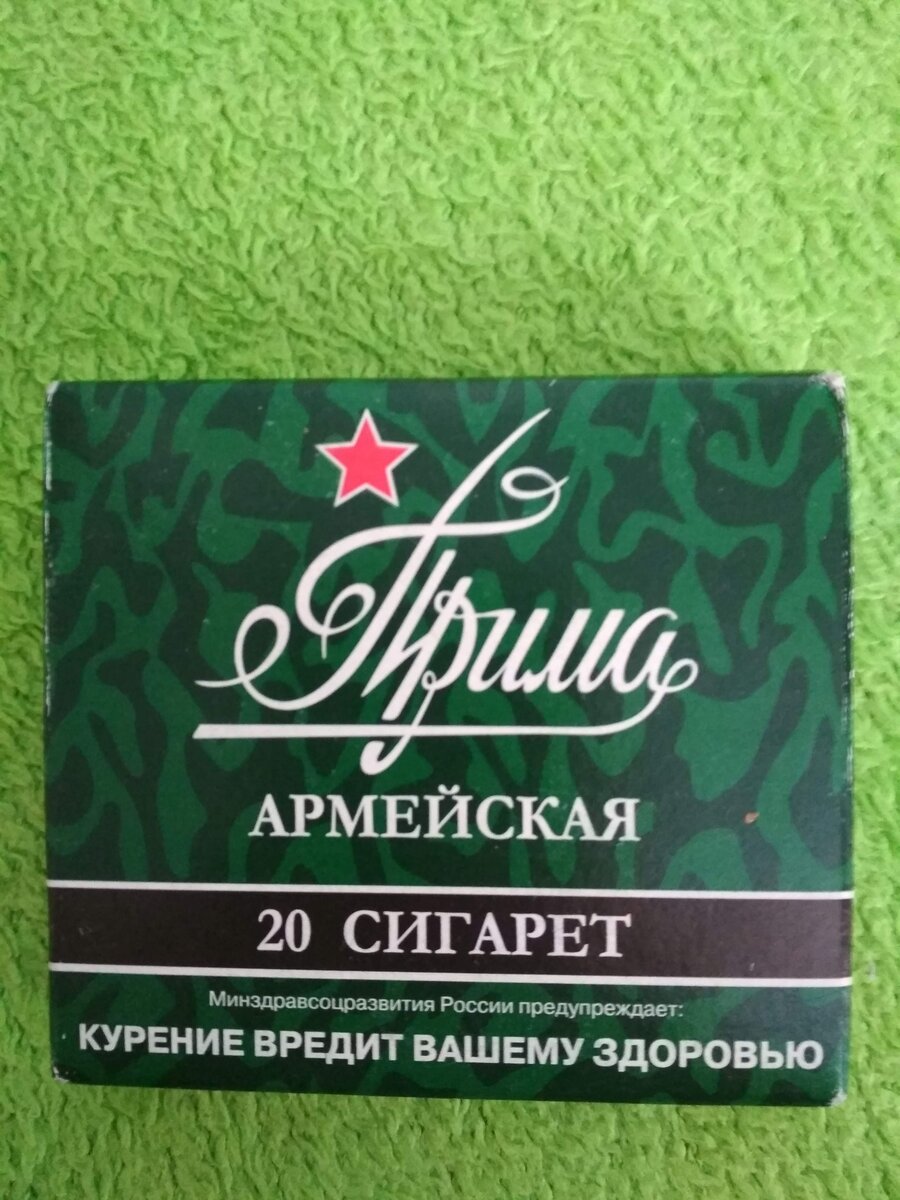 Прима
АРМЕЙСКАЯ
20 СИГАРЕТ
Минздравсоцразвития России предупреждает:
КУРЕНИЕ ВРЕДИТ ВАШЕМУ ЗДОРОВЬЮ